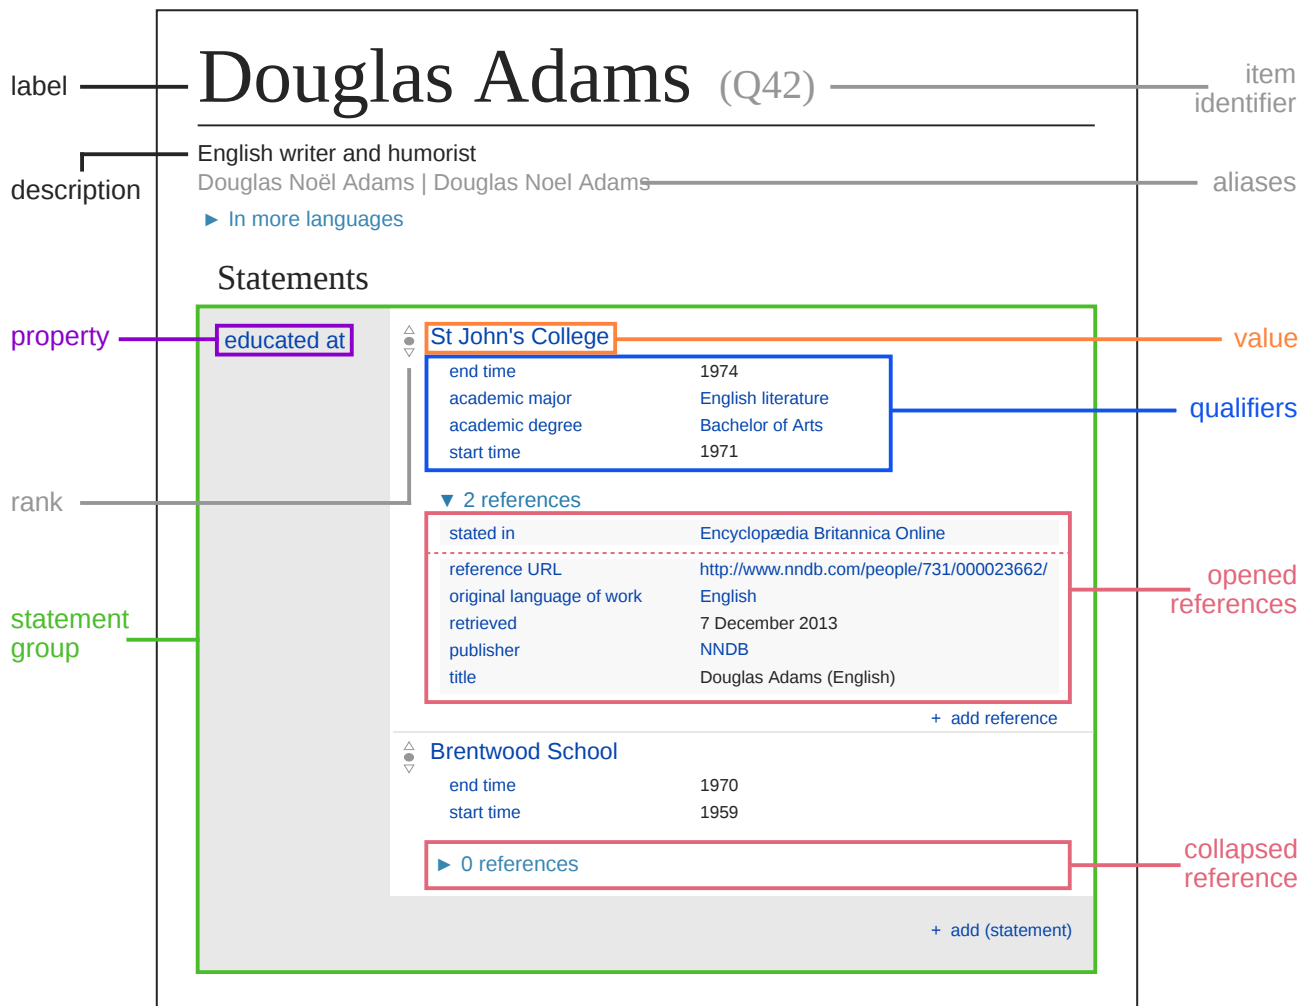 label
Douglas Adams (Q42)
item
identifier
description
English writer and humorist
Douglas Noël Adams | Douglas Noel Adams
aliases
► In more languages
Statements
property
educated at
St John's College
value
end time 1974
academic major English literature
academic degree Bachelor of Arts
start time 1971
qualifiers
rank
▼ 2 references
stated in Encyclopædia Britannica Online
reference URL http://www.nndb.com/people/731/000023662/
original language of work English
retrieved 7 December 2013
publisher NNDB
title Douglas Adams (English)
opened
references
statement
group
+ add reference
Brentwood School
end time 1970
start time 1959
► 0 references
collapsed
reference
+ add (statement)